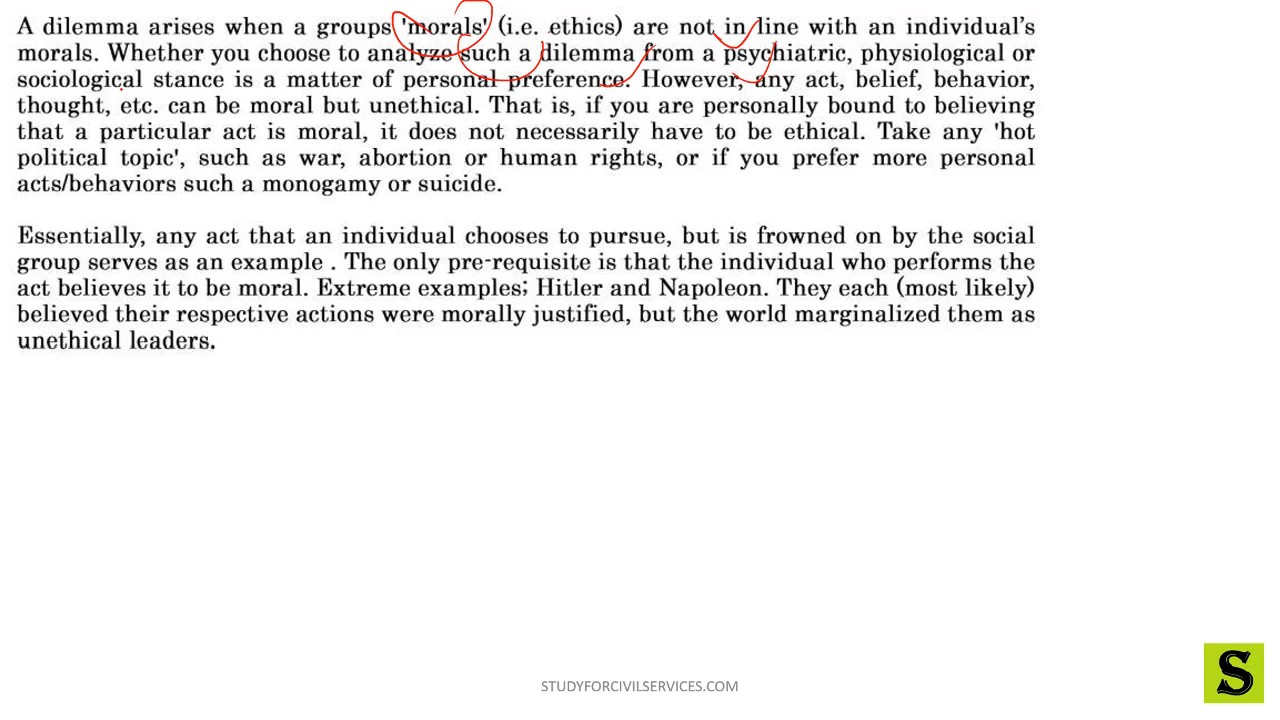 A dilemma arises when a groups 'morals' (i.e. ethics) are not in line with an individual's
morals. Whether you choose to analyze such a dilemma from a psychiatric, physiological or
sociological stance is a matter of personal preference. However, any act, belief, behavior,
thought, etc. can be moral but unethical. That is, if you are personally bound to believing
that a particular act is moral, it does not necessarily have to be ethical. Take any 'hot
political topic', such as war, abortion or human rights, or if you prefer more personal
acts/behaviors such a monogamy or suicide.
Essentially, any act that an individual chooses to pursue, but is frowned on by the social
group serves as an example . The only pre-requisite is that the individual who performs the
act believes it to be moral. Extreme examples; Hitler and Napoleon. They each (most likely)
believed their respective actions were morally justified, but the world marginalized them as
unethical leaders.
STUDYFORCIVILSERVICES.COM
S